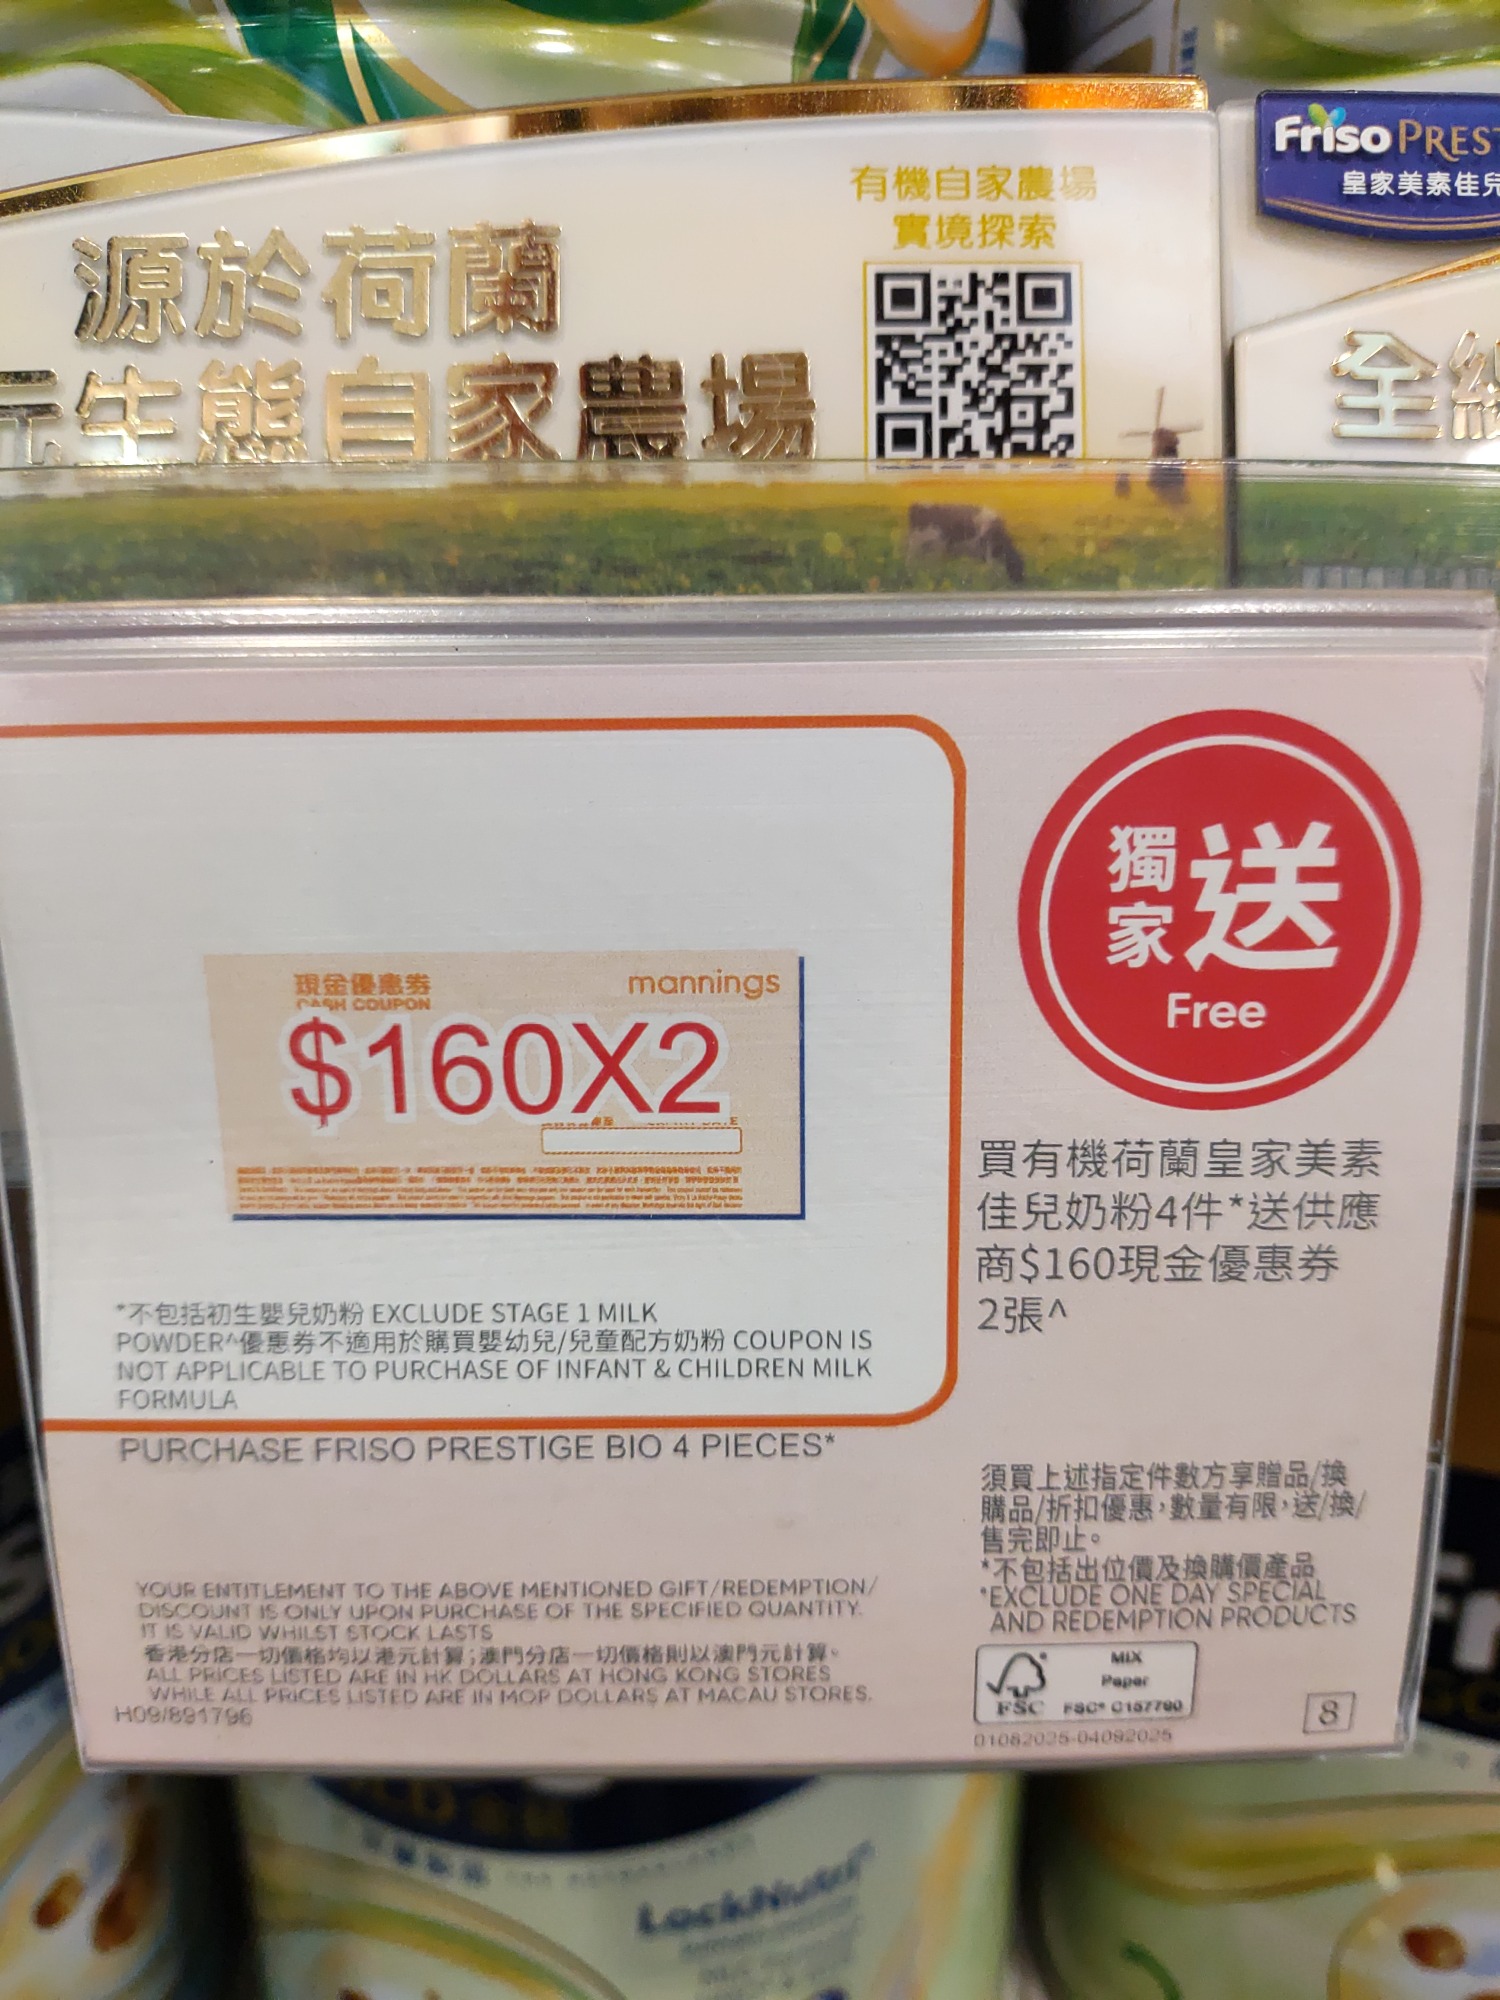 有機自家農場
實境探索
Friso PRES
皇家美素佳兒
源於荷蘭
元生態自家農場
全
現金優惠券
CASH COUPON
mannings
$160X2
獨家送
Free
買有機荷蘭皇家美素
佳兒奶粉4件*送供應
商$160現金優惠券
2張^
*不包括初生嬰兒奶粉 EXCLUDE STAGE 1 MILK
POWDER^優惠券不適用於購買嬰幼兒/兒童配方奶粉 COUPON IS
NOT APPLICABLE TO PURCHASE OF INFANT & CHILDREN MILK
FORMULA
PURCHASE FRISO PRESTIGE BIO 4 PIECES*
須買上述指定件數方享贈品/換
購品/折扣優惠,數量有限,送/換/
售完即止。
*不包括出位價及換購價產品
*EXCLUDE ONE DAY SPECIAL
AND REDEMPTION PRODUCTS
YOUR ENTITLEMENT TO THE ABOVE MENTIONED GIFT/REDEMPTION/
DISCOUNT IS ONLY UPON PURCHASE OF THE SPECIFIED QUANTITY.
IT IS VALID WHILST STOCK LASTS
香港分店一切價格均以港元計算;澳門分店一切價格則以澳門元計算。
ALL PRICES LISTED ARE IN HK DOLLARS AT HONG KONG STORES
WHILE ALL PRICES LISTED ARE IN MOP DOLLARS AT MACAU STORES.
H09/891796
FSC
MIX
Paper
FSC® C157790
01082025-04092025
8